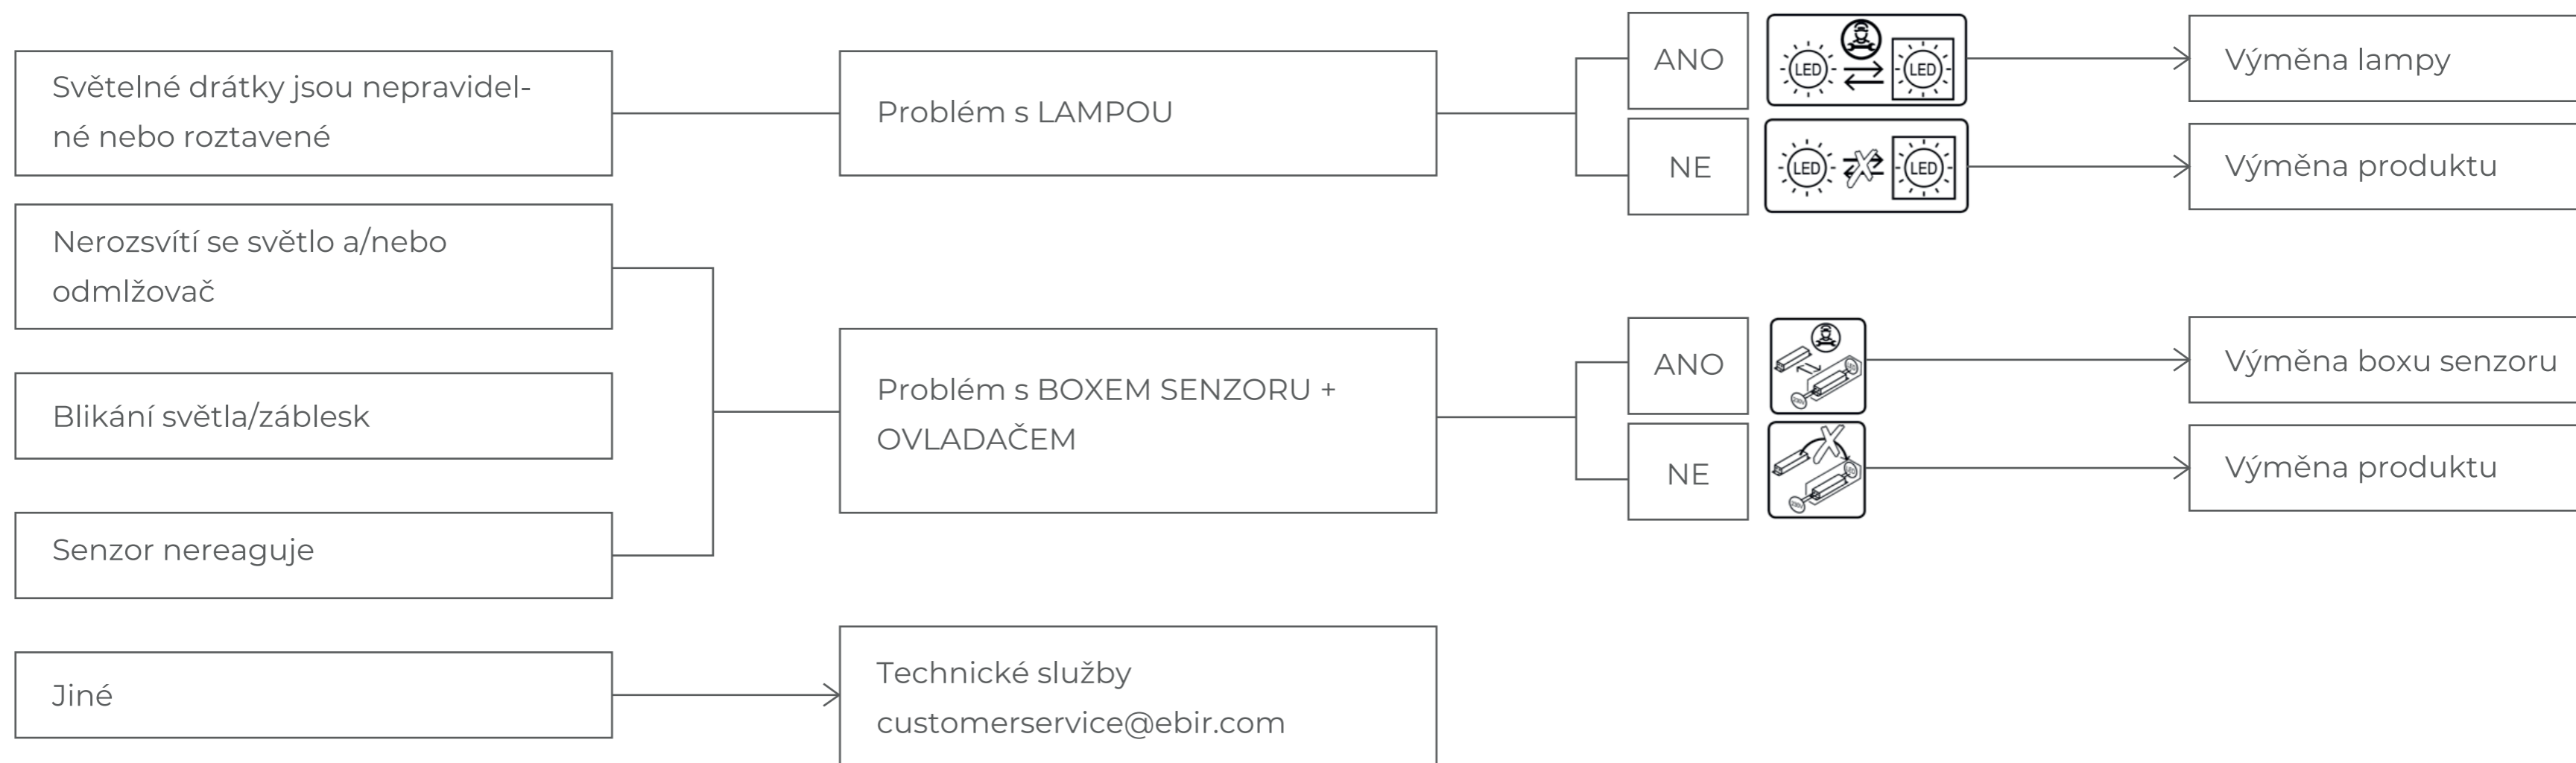 Světelné drátky jsou nepravidel-
né nebo roztavené
Problém s LAMPOU
ANO
LED
LED
Výměna lampy
NE
LED
LED
Výměna produktu
Nerozsvítí se světlo a/nebo
odmlžovač
Blikání světla/záblesk
Senzor nereaguje
Problém s BOXEM SENZORU +
OVLADAČEM
ANO
Výměna boxu senzoru
NE
Výměna produktu
Jiné
Technické služby
customerservice@ebir.com